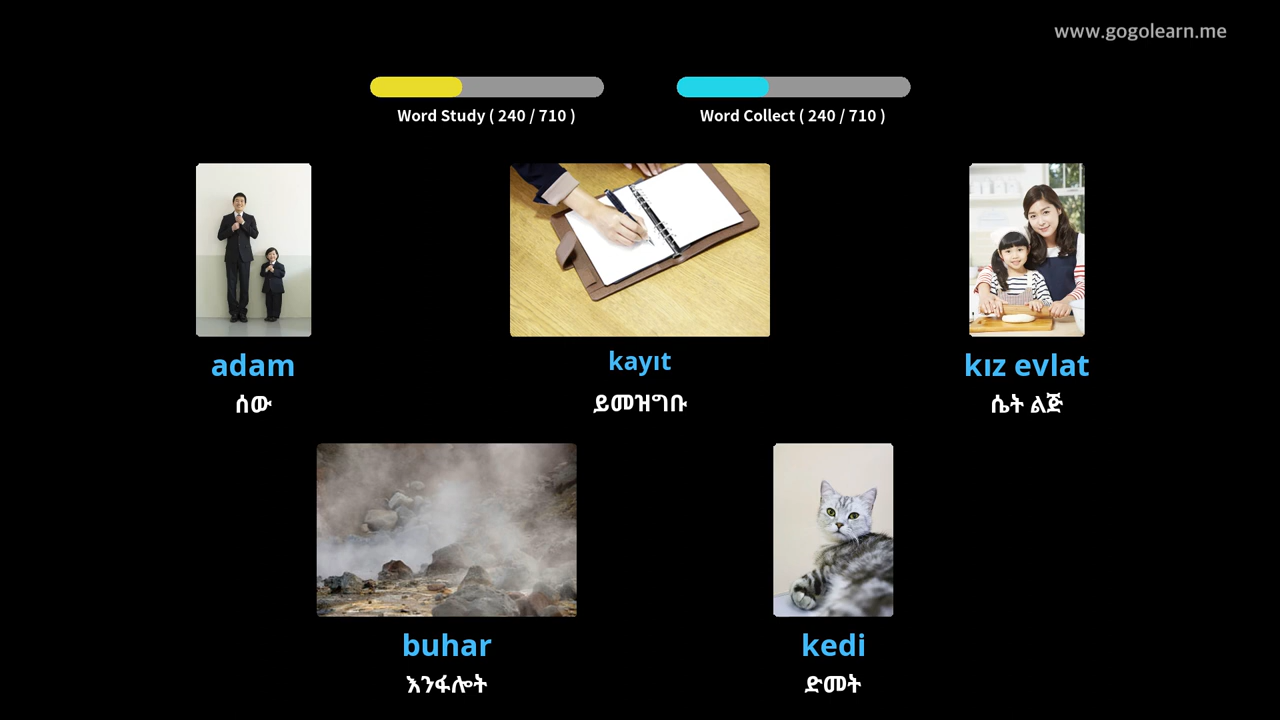 www.gogolearn.me
Word Study ( 240 / 710 )
Word Collect ( 240 / 710 )
adam
ሰው
kayıt
ይመዝግቡ
kız evlat
ሴት ልጅ
buhar
እንፋሎት
kedi
ድመት